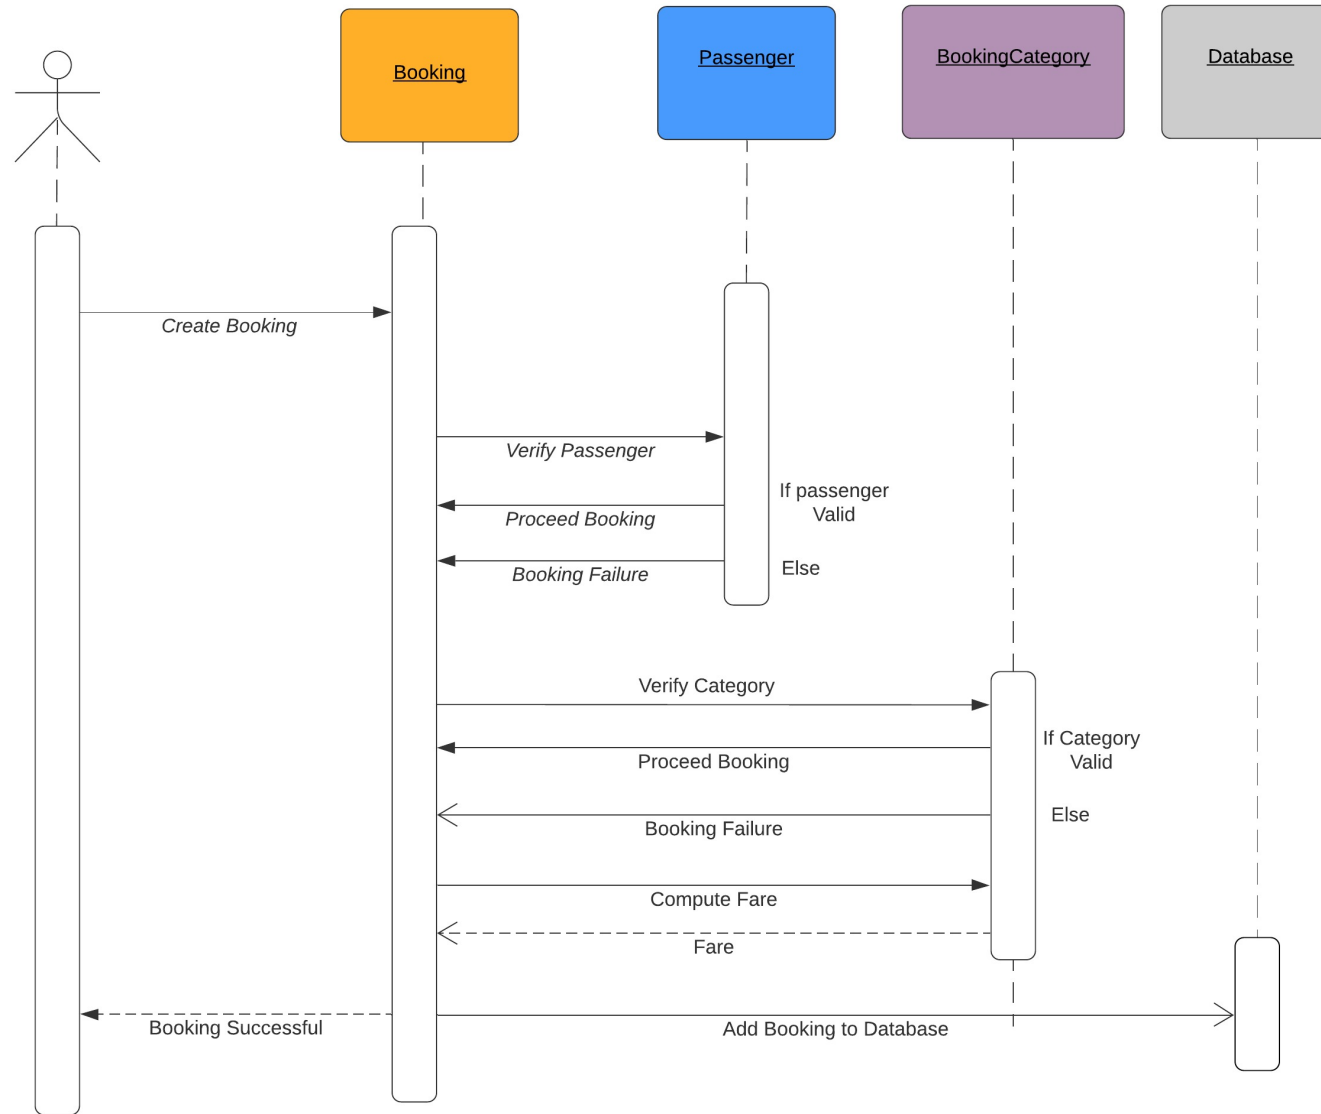 Booking
Passenger
BookingCategory
Database
Create Booking
Verify Passenger
If passenger
Valid
Proceed Booking
Else
Booking Failure
Verify Category
If Category
Valid
Proceed Booking
Else
Booking Failure
Compute Fare
Fare
Booking Successful
Add Booking to Database